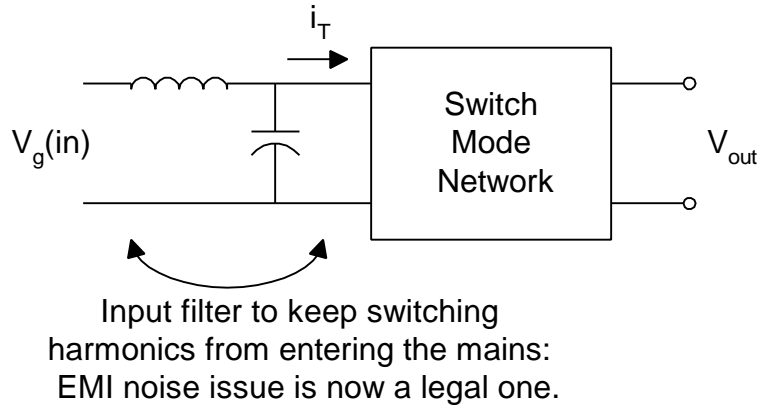 i_T
V_g(in)
Switch
Mode
Network
V_out
Input filter to keep switching
harmonics from entering the mains:
EMI noise issue is now a legal one.